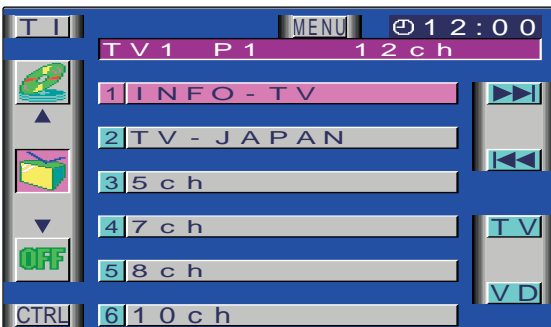 TI MENU 12:00
TV1 P1 12ch
1 INFO-TV
2 TV-JAPAN
3 5ch
4 7ch
TV
OFF
5 8ch
VD
CTRL
6 10ch